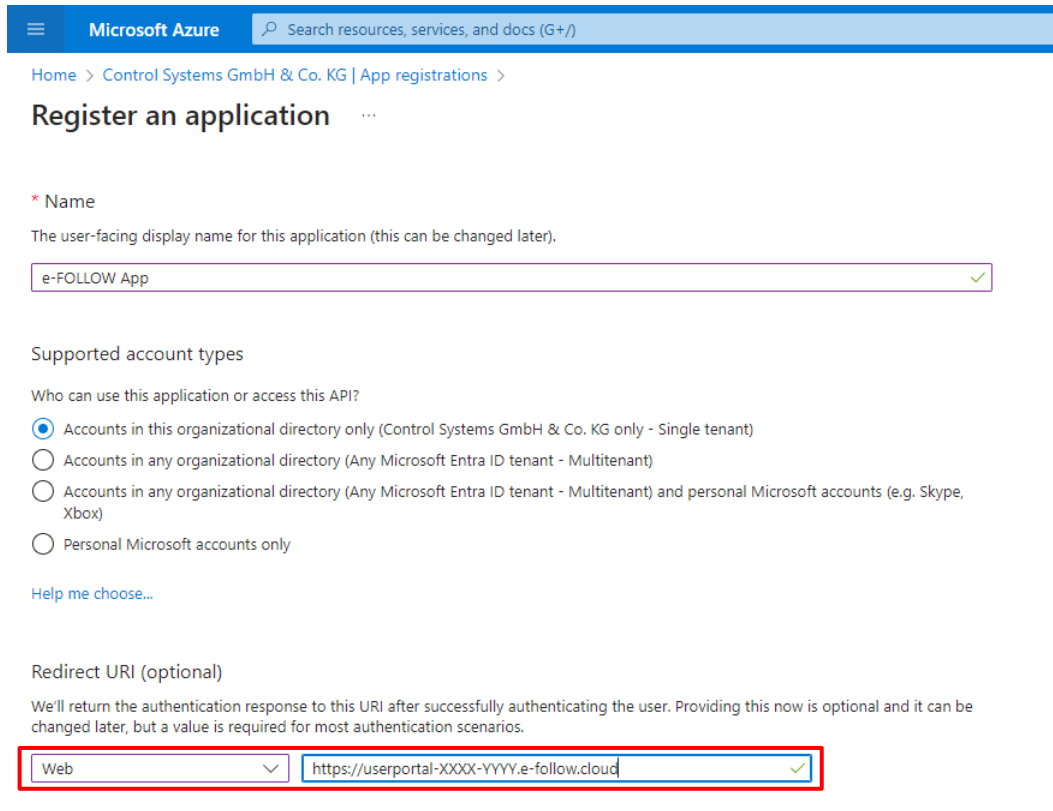 Microsoft Azure
Search resources, services, and docs (G+/)
Home > Control Systems GmbH & Co. KG | App registrations >
Register an application ...
* Name
The user-facing display name for this application (this can be changed later).
e-FOLLOW App
Supported account types
Who can use this application or access this API?
Accounts in this organizational directory only (Control Systems GmbH & Co. KG only - Single tenant)
Accounts in any organizational directory (Any Microsoft Entra ID tenant - Multitenant)
Accounts in any organizational directory (Any Microsoft Entra ID tenant - Multitenant) and personal Microsoft accounts (e.g. Skype,
Xbox)
Personal Microsoft accounts only
Help me choose...
Redirect URI (optional)
We'll return the authentication response to this URI after successfully authenticating the user. Providing this now is optional and it can be
changed later, but a value is required for most authentication scenarios.
Web
https://userportal-XXXX-YYYY.e-follow.cloud